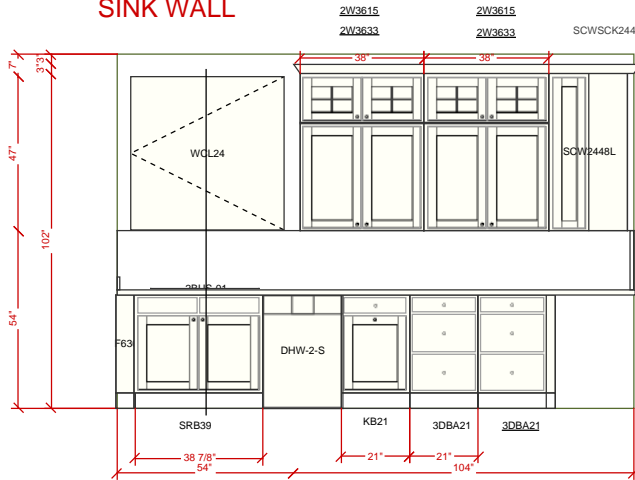 SINK WALL
2W3615
2W3615
2W3633
2W3633
SCWSCK244
7"
3"
3"
38"
38"
47"
WCL24
SCW2448L
102"
54"
F63
DHW-2-S
SRB39
KB21
3DBA21
3DBA21
38 7/8"
21"
21"
54"
104"